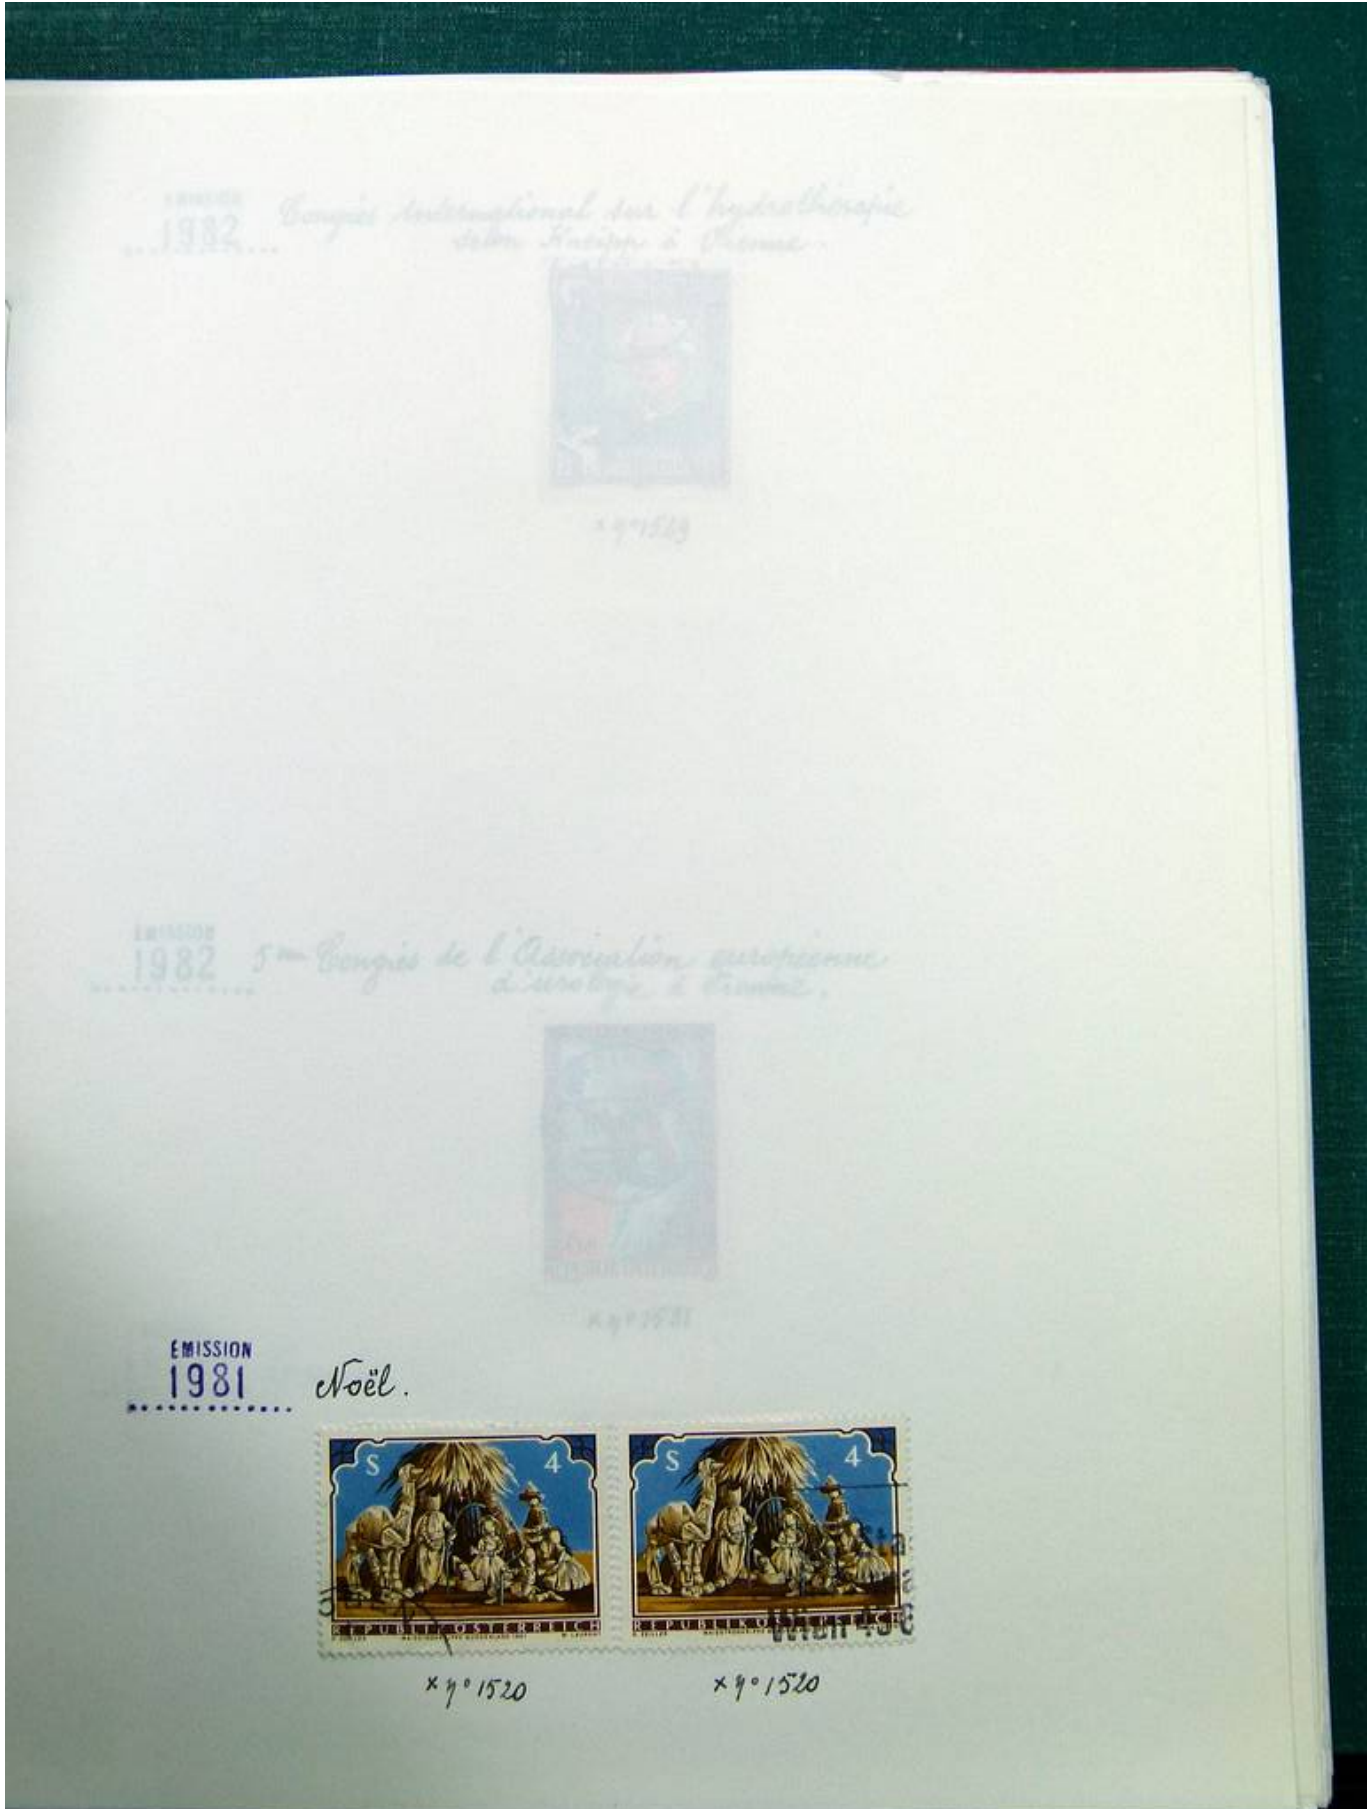 ÉMISSION
1982 Congrès International sur l'hydrothérapie
selon Kneipp à Vienne.
ÉMISSION
1982 5me Congrès de l'Association européenne
d'urologie à Vienne.
ÉMISSION
1981 Noël.
S 4 S 4
REPUBLIK ÖSTERREICH REPUBLIK ÖSTERREICH
Wien
x n° 1520 x n° 1520